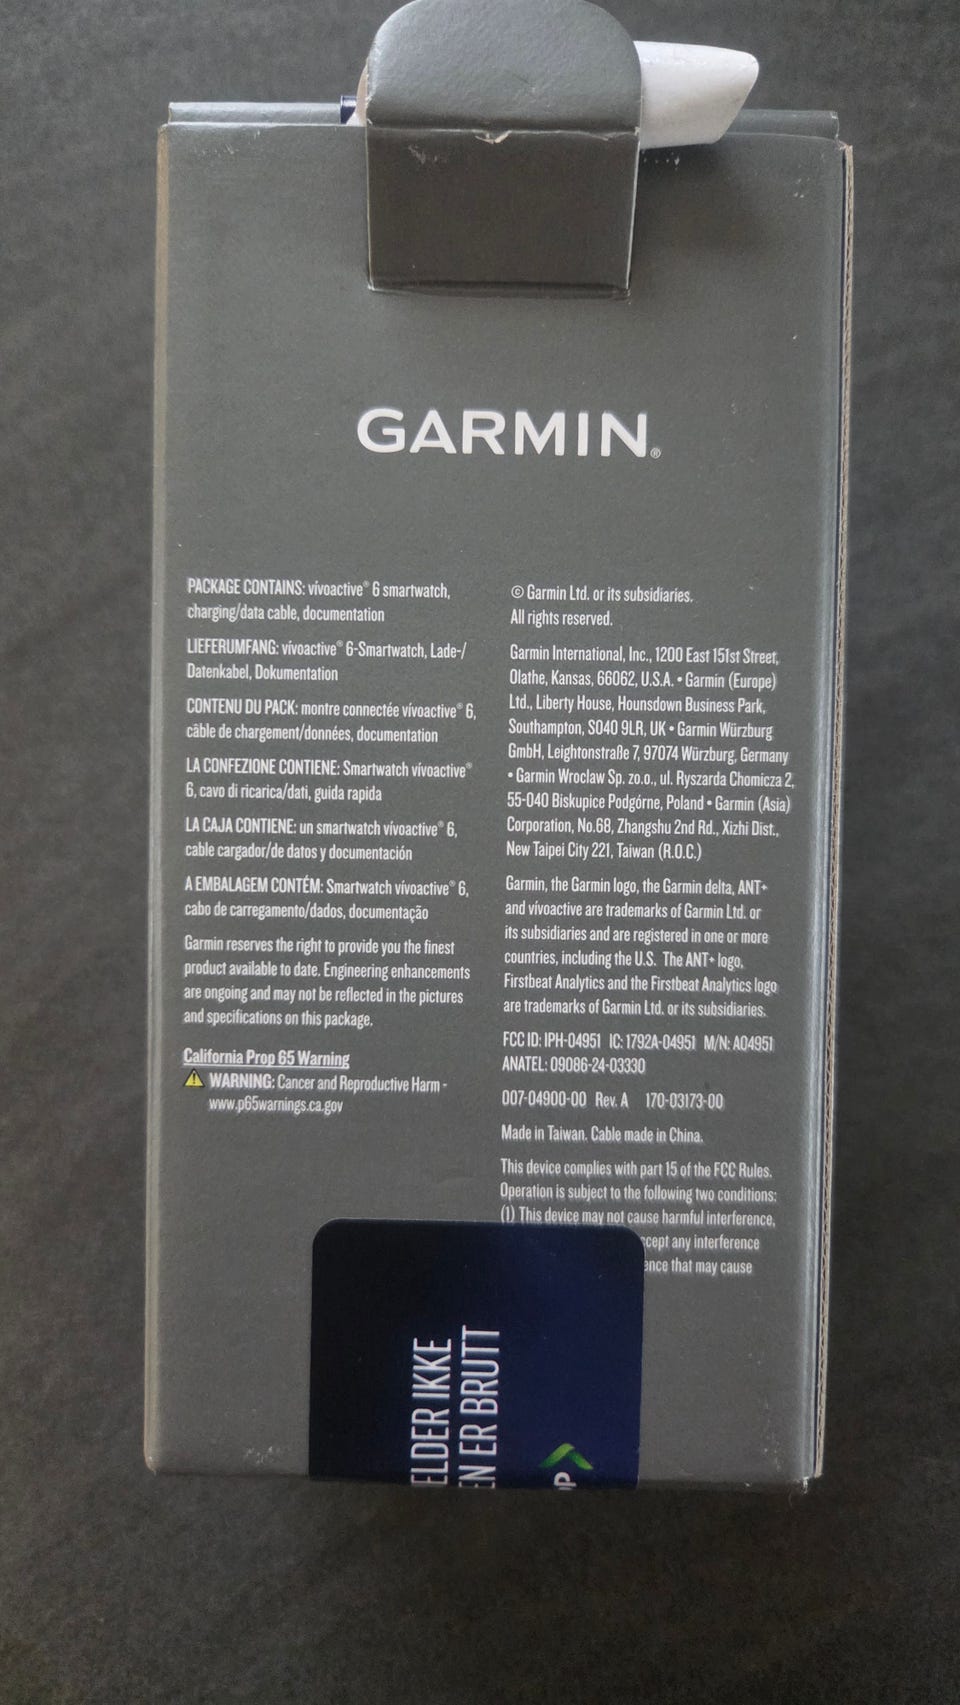 GARMIN®
PACKAGE CONTAINS: vívoactive® 6 smartwatch,
charging/data cable, documentation
LIEFERUMFANG: vívoactive® 6-Smartwatch, Lade-/
Datenkabel, Dokumentation
CONTENU DU PACK: montre connectée vívoactive® 6,
câble de chargement/données, documentation
LA CONFEZIONE CONTIENE: Smartwatch vívoactive®
6, cavo di ricarica/dati, guida rapida
LA CAJA CONTIENE: un smartwatch vívoactive® 6,
cable cargador/de datos y documentación
A EMBALAGEM CONTÉM: Smartwatch vívoactive® 6,
cabo de carregamento/dados, documentação
Garmin reserves the right to provide you the finest
product available to date. Engineering enhancements
are ongoing and may not be reflected in the pictures
and specifications on this package.
California Prop 65 Warning
WARNING: Cancer and Reproductive Harm -
www.p65warnings.ca.gov
© Garmin Ltd. or its subsidiaries.
All rights reserved.
Garmin International, Inc., 1200 East 151st Street,
Olathe, Kansas, 66062, U.S.A. • Garmin (Europe)
Ltd., Liberty House, Hounsdown Business Park,
Southampton, SO40 9LR, UK • Garmin Würzburg
GmbH, Leightonstraße 7, 97074 Würzburg, Germany
• Garmin Wroclaw Sp. zo.o., ul. Ryszarda Chomicza 2,
55-040 Biskupice Podgórne, Poland • Garmin (Asia)
Corporation, No.68, Zhangshu 2nd Rd., Xizhi Dist.,
New Taipei City 221, Taiwan (R.O.C.)
Garmin, the Garmin logo, the Garmin delta, ANT+
and vívoactive are trademarks of Garmin Ltd. or
its subsidiaries and are registered in one or more
countries, including the U.S. The ANT+ logo,
Firstbeat Analytics and the Firstbeat Analytics logo
are trademarks of Garmin Ltd. or its subsidiaries.
FCC ID: IPH-04951 IC: 1792A-04951 M/N: A04951
ANATEL: 09086-24-03330
007-04900-00 Rev. A 170-03173-00
Made in Taiwan. Cable made in China.
This device complies with part 15 of the FCC Rules.
Operation is subject to the following two conditions:
(1) This device may not cause harmful interference,
ccept any interference
ence that may cause
ELDER IKKE
EN ER BRUTT
OP